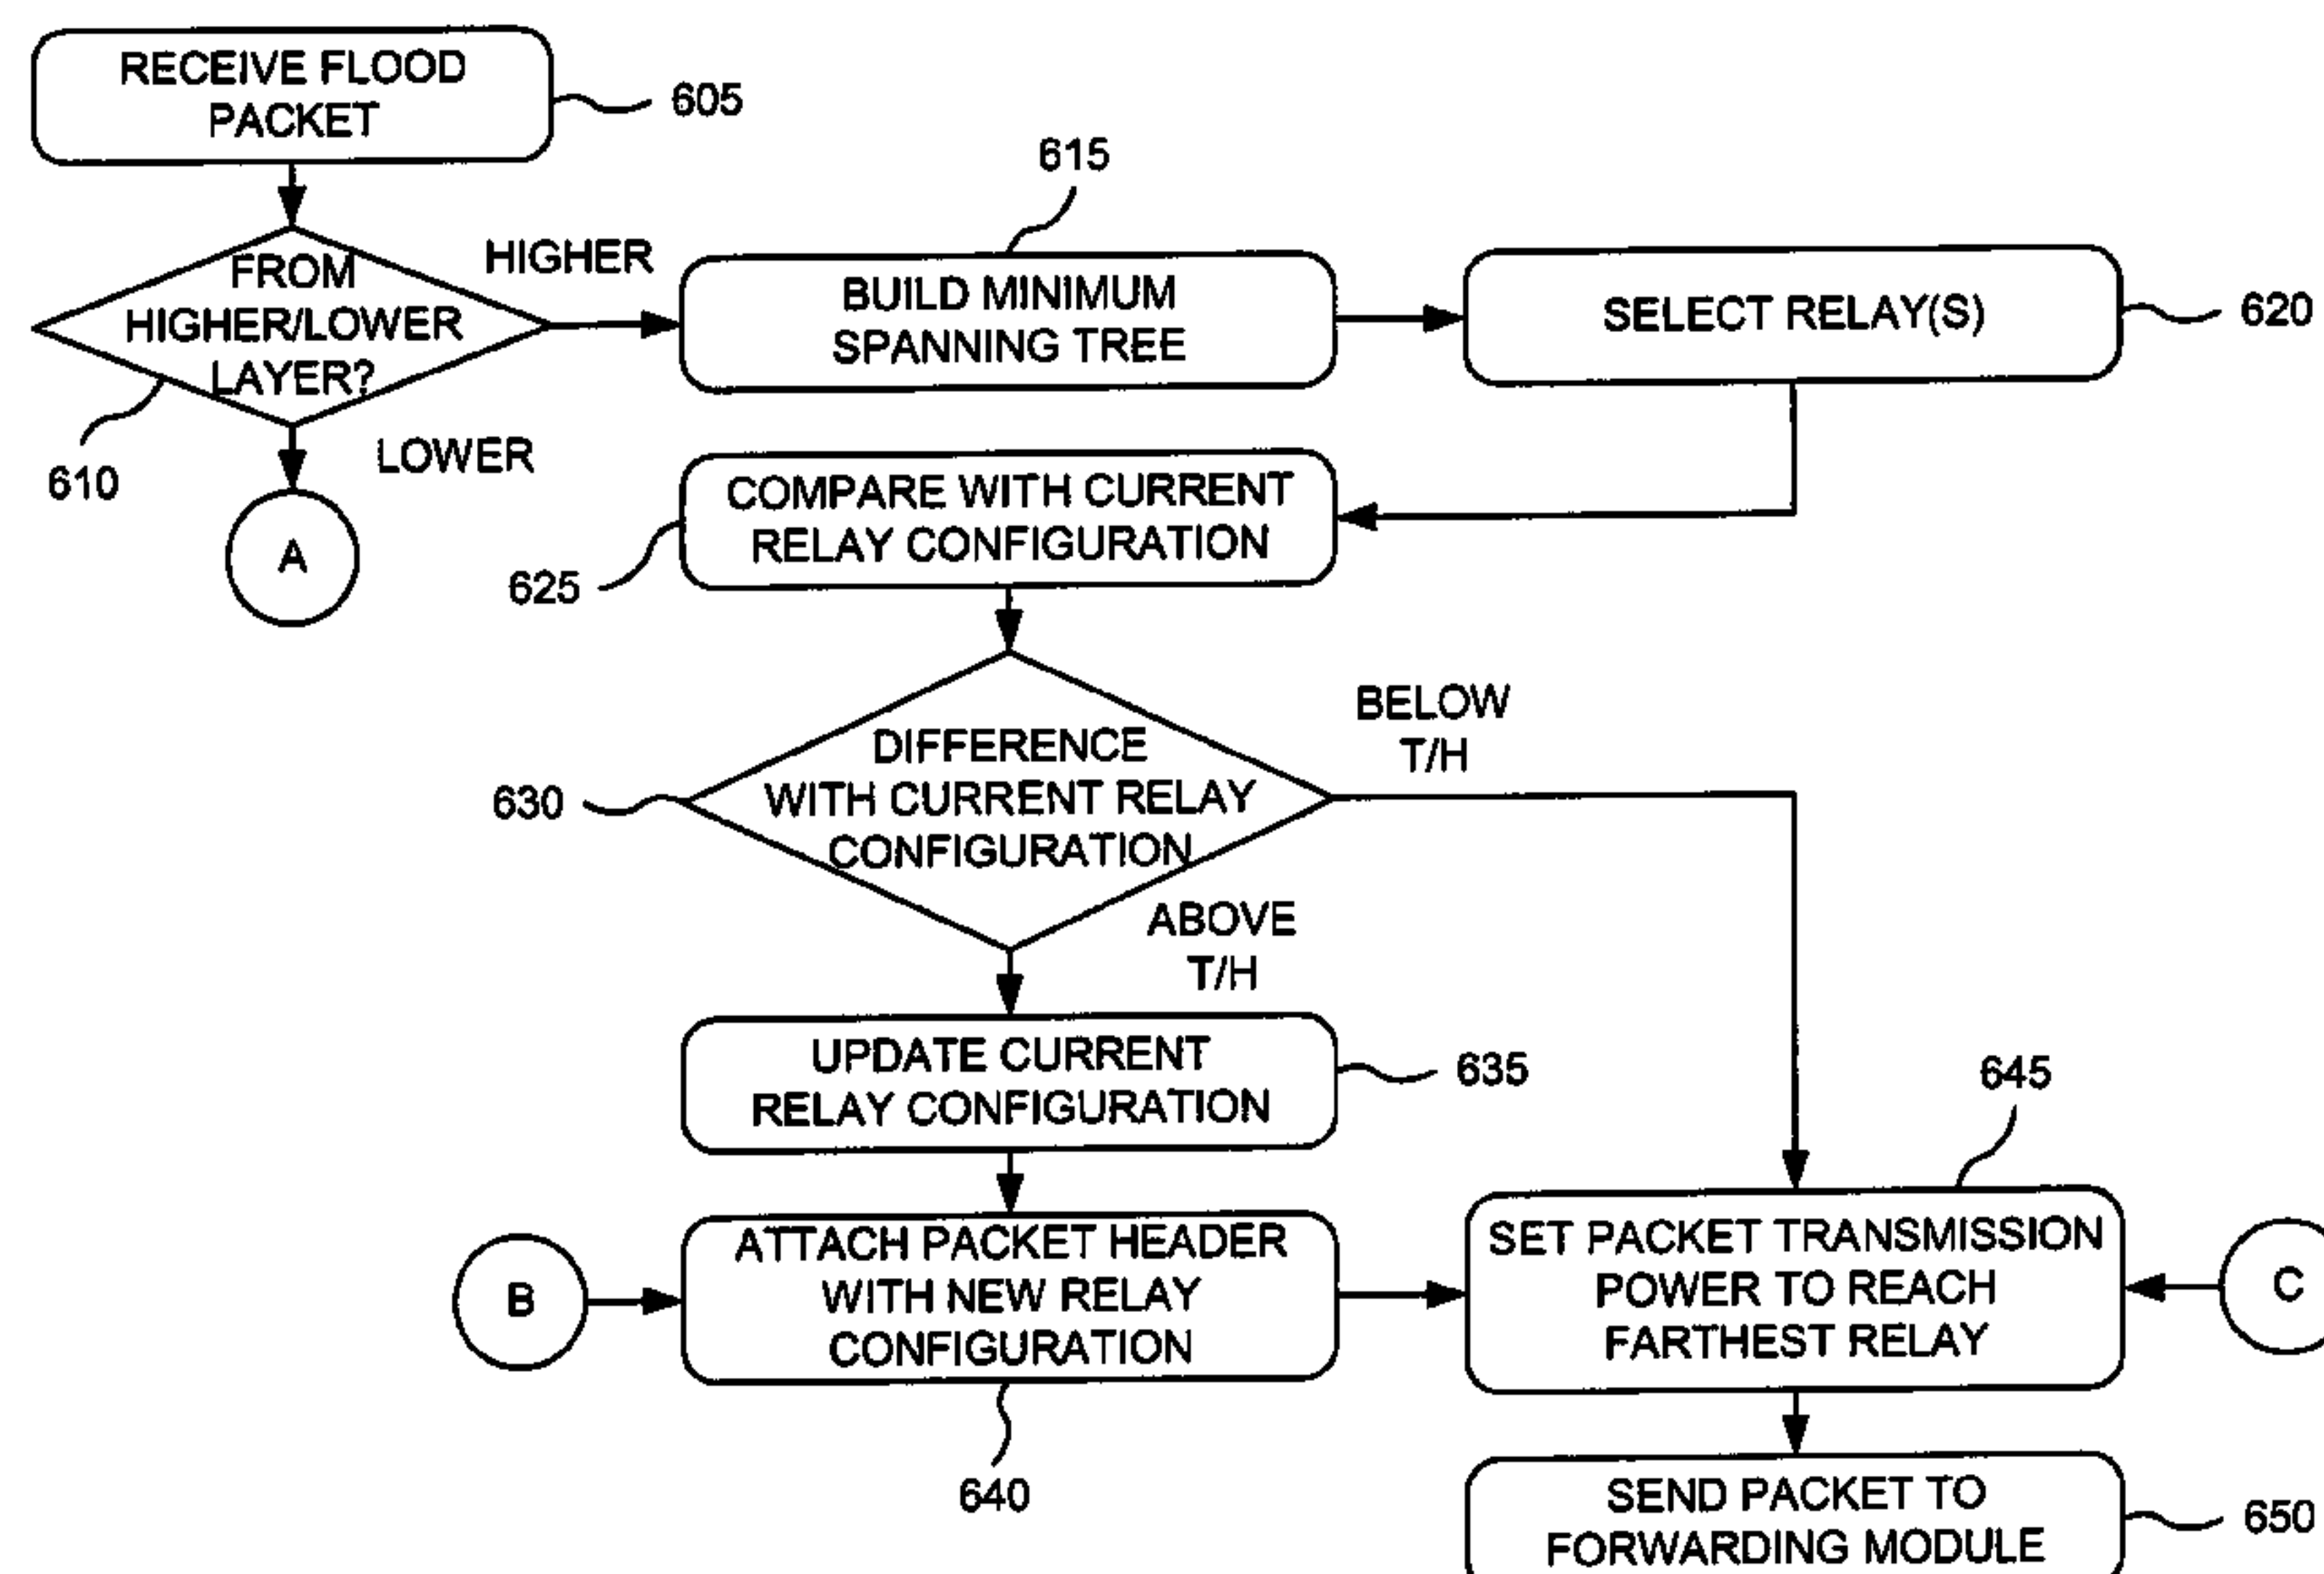 RECEIVE FLOOD
PACKET
605
FROM
HIGHER/LOWER
LAYER?
610
HIGHER
LOWER
A
615
BUILD MINIMUM
SPANNING TREE
SELECT RELAY(S)
620
COMPARE WITH CURRENT
RELAY CONFIGURATION
625
DIFFERENCE
WITH CURRENT RELAY
CONFIGURATION
630
BELOW
T/H
ABOVE
T/H
UPDATE CURRENT
RELAY CONFIGURATION
635
B
ATTACH PACKET HEADER
WITH NEW RELAY
CONFIGURATION
640
645
SET PACKET TRANSMISSION
POWER TO REACH
FARTHEST RELAY
C
SEND PACKET TO
FORWARDING MODULE
650